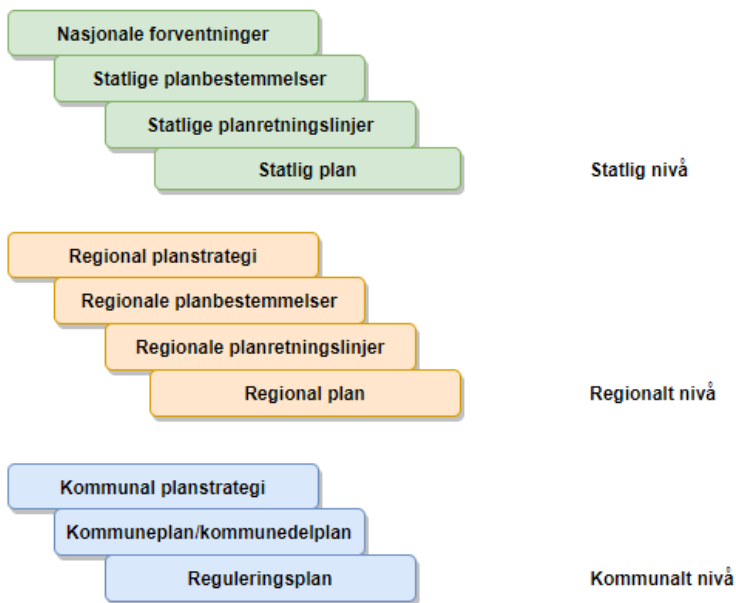 Nasjonale forventninger
Statlige planbestemmelser
Statlige planretningslinjer
Statlig plan
Statlig nivå
Regional planstrategi
Regionale planbestemmelser
Regionale planretningslinjer
Regional plan
Regionalt nivå
Kommunal planstrategi
Kommuneplan/kommunedelplan
Reguleringsplan
Kommunalt nivå